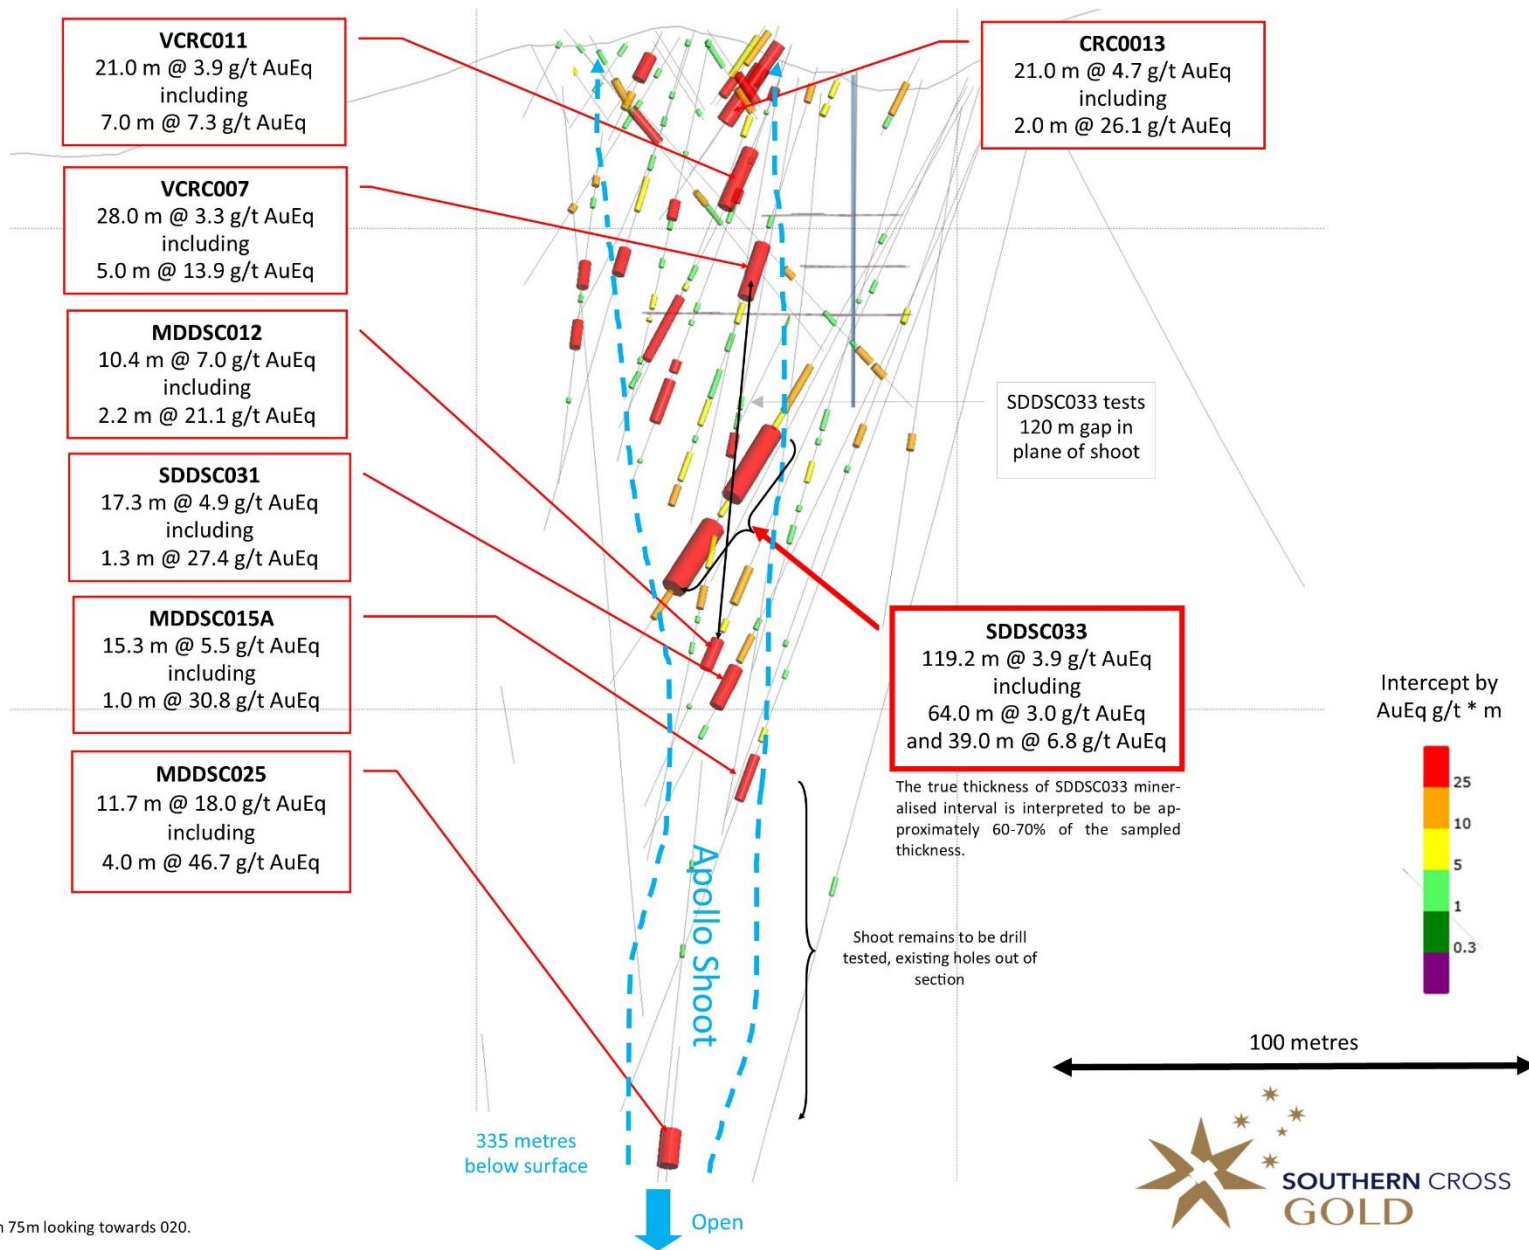 VCRC011
21.0 m @ 3.9 g/t AuEq
including
7.0 m @ 7.3 g/t AuEq
CRC0013
21.0 m @ 4.7 g/t AuEq
including
2.0 m @ 26.1 g/t AuEq
VCRC007
28.0 m @ 3.3 g/t AuEq
including
5.0 m @ 13.9 g/t AuEq
MDDSC012
10.4 m @ 7.0 g/t AuEq
including
2.2 m @ 21.1 g/t AuEq
SDDSC033 tests
120 m gap in
plane of shoot
SDDSC031
17.3 m @ 4.9 g/t AuEq
including
1.3 m @ 27.4 g/t AuEq
MDDSC015A
15.3 m @ 5.5 g/t AuEq
including
1.0 m @ 30.8 g/t AuEq
SDDSC033
119.2 m @ 3.9 g/t AuEq
including
64.0 m @ 3.0 g/t AuEq
and 39.0 m @ 6.8 g/t AuEq
The true thickness of SDDSC033 miner-
alised interval is interpreted to be ap-
proximately 60-70% of the sampled
thickness.
Intercept by
AuEq g/t * m
25
10
5
1
0.3
MDDSC025
11.7 m @ 18.0 g/t AuEq
including
4.0 m @ 46.7 g/t AuEq
Apollo Shoot
Shoot remains to be drill
tested, existing holes out of
section
100 metres
335 metres
below surface
Open
SOUTHERN CROSS
GOLD
75m looking towards 020.